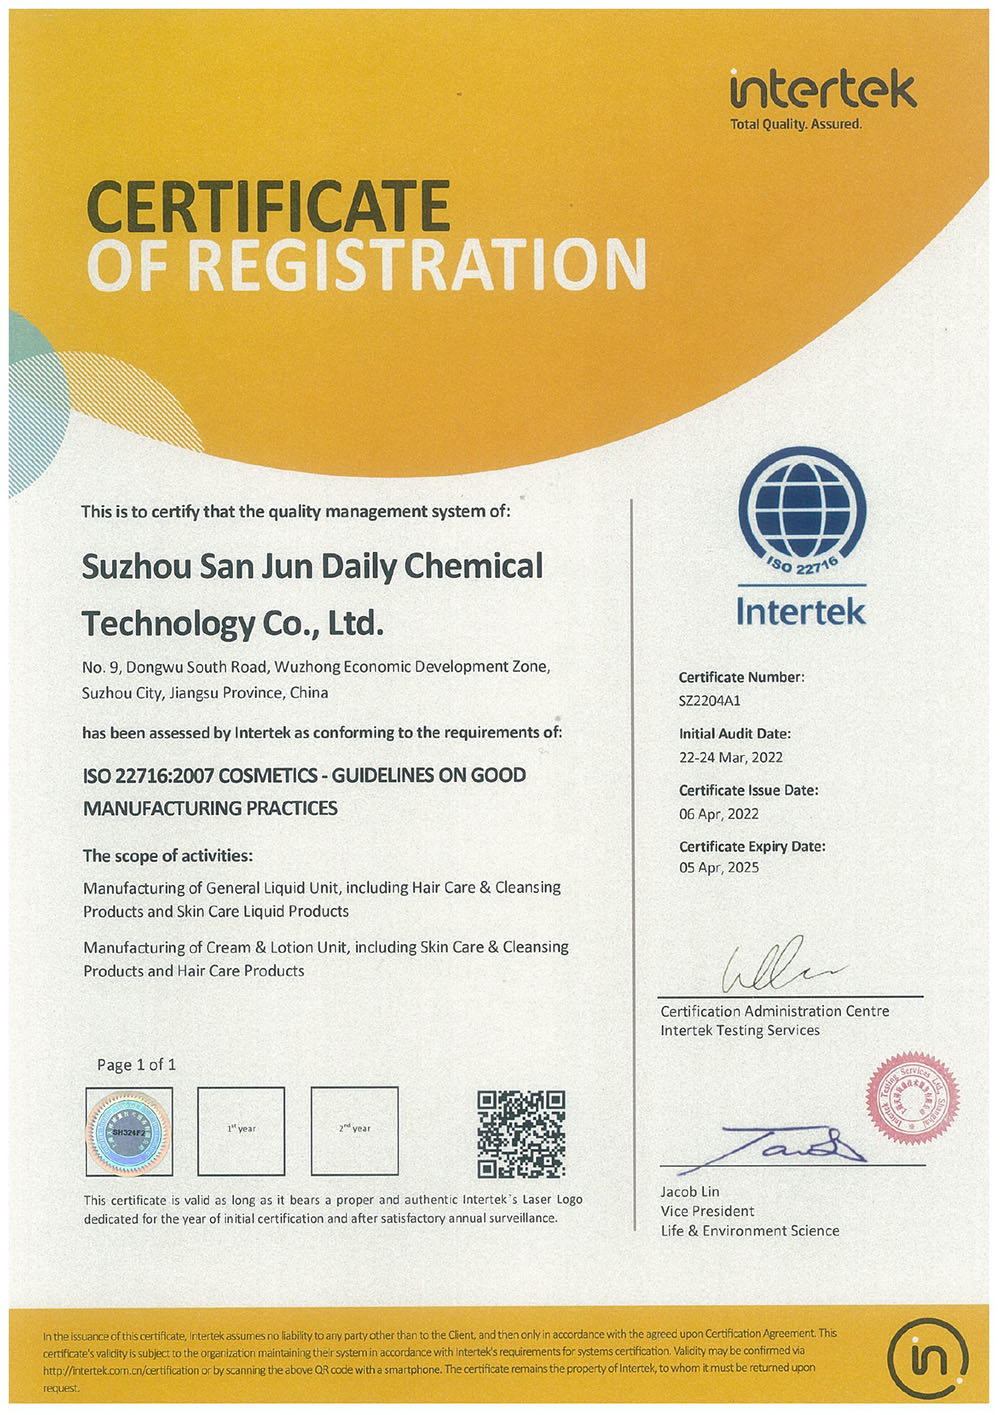 intertek
Total Quality. Assured.
CERTIFICATE
OF REGISTRATION
This is to certify that the quality management system of:
Suzhou San Jun Daily Chemical
Technology Co., Ltd.
No. 9, Dongwu South Road, Wuzhong Economic Development Zone,
Suzhou City, Jiangsu Province, China
has been assessed by Intertek as conforming to the requirements of:
ISO 22716:2007 COSMETICS - GUIDELINES ON GOOD
MANUFACTURING PRACTICES
The scope of activities:
Manufacturing of General Liquid Unit, including Hair Care & Cleansing
Products and Skin Care Liquid Products
Manufacturing of Cream & Lotion Unit, including Skin Care & Cleansing
Products and Hair Care Products
Page 1 of 1
SH324F2
1st year
2nd year
This certificate is valid as long as it bears a proper and authentic Intertek`s Laser Logo
dedicated for the year of initial certification and after satisfactory annual surveillance.
ISO 22716
Intertek
Certificate Number:
SZ2204A1
Initial Audit Date:
22-24 Mar, 2022
Certificate Issue Date:
06 Apr, 2022
Certificate Expiry Date:
05 Apr, 2025
Certification Administration Centre
Intertek Testing Services
Intertek Testing Services Ltd. Shanghai
Jacob Lin
Vice President
Life & Environment Science
In the issuance of this certificate, Intertek assumes no liability to any party other than to the Client, and then only in accordance with the agreed upon Certification Agreement. This
certificate's validity is subject to the organization maintaining their system in accordance with Intertek's requirements for systems certification. Validity may be confirmed via
http://intertek.com.cn/certification or by scanning the above QR code with a smartphone. The certificate remains the property of Intertek, to whom it must be returned upon
request.
in